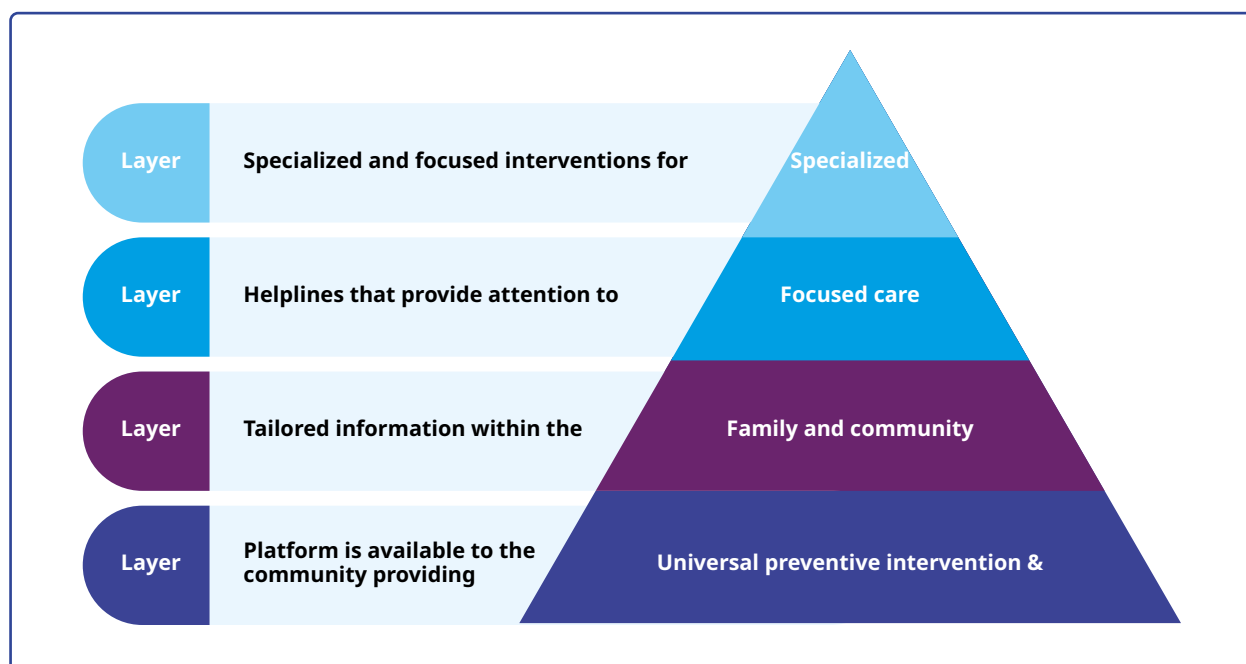 Layer
Specialized and focused interventions for
Specialized
Layer
Helplines that provide attention to
Focused care
Layer
Tailored information within the
Family and community
Layer
Platform is available to the
community providing
Universal preventive intervention &